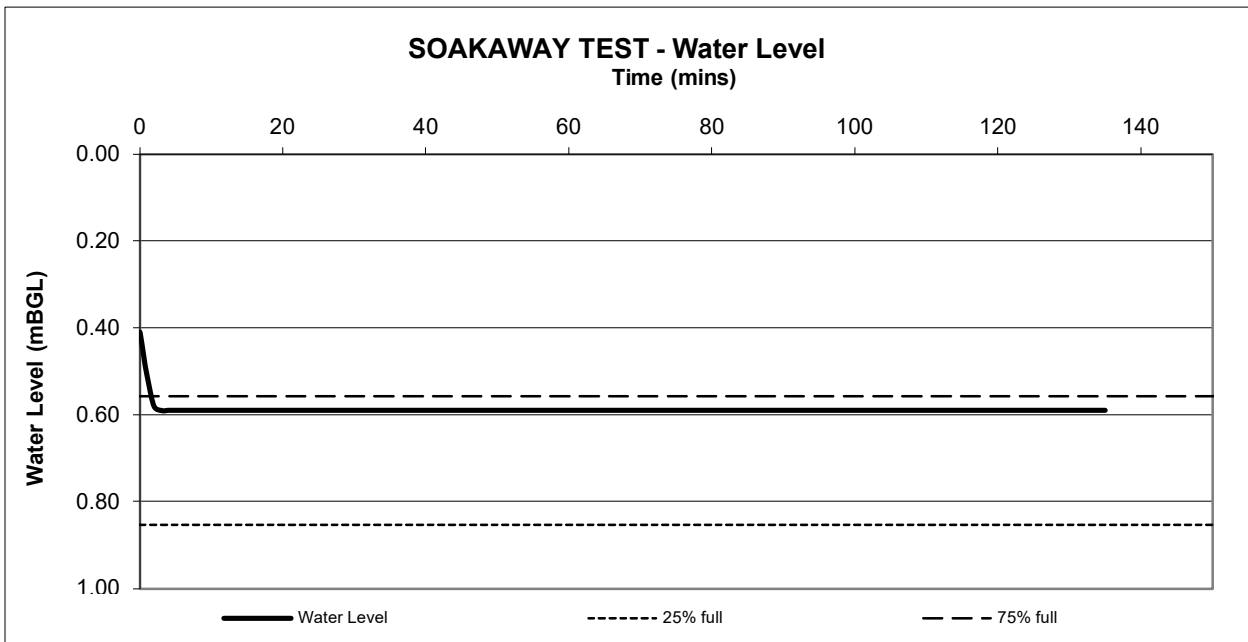 SOAKAWAY TEST - Water Level
Time (mins)
0 20 40 60 80 100 120 140
0.00
0.20
0.40
0.60
0.80
1.00
Water Level (mBGL)
Water Level 25% full 75% full